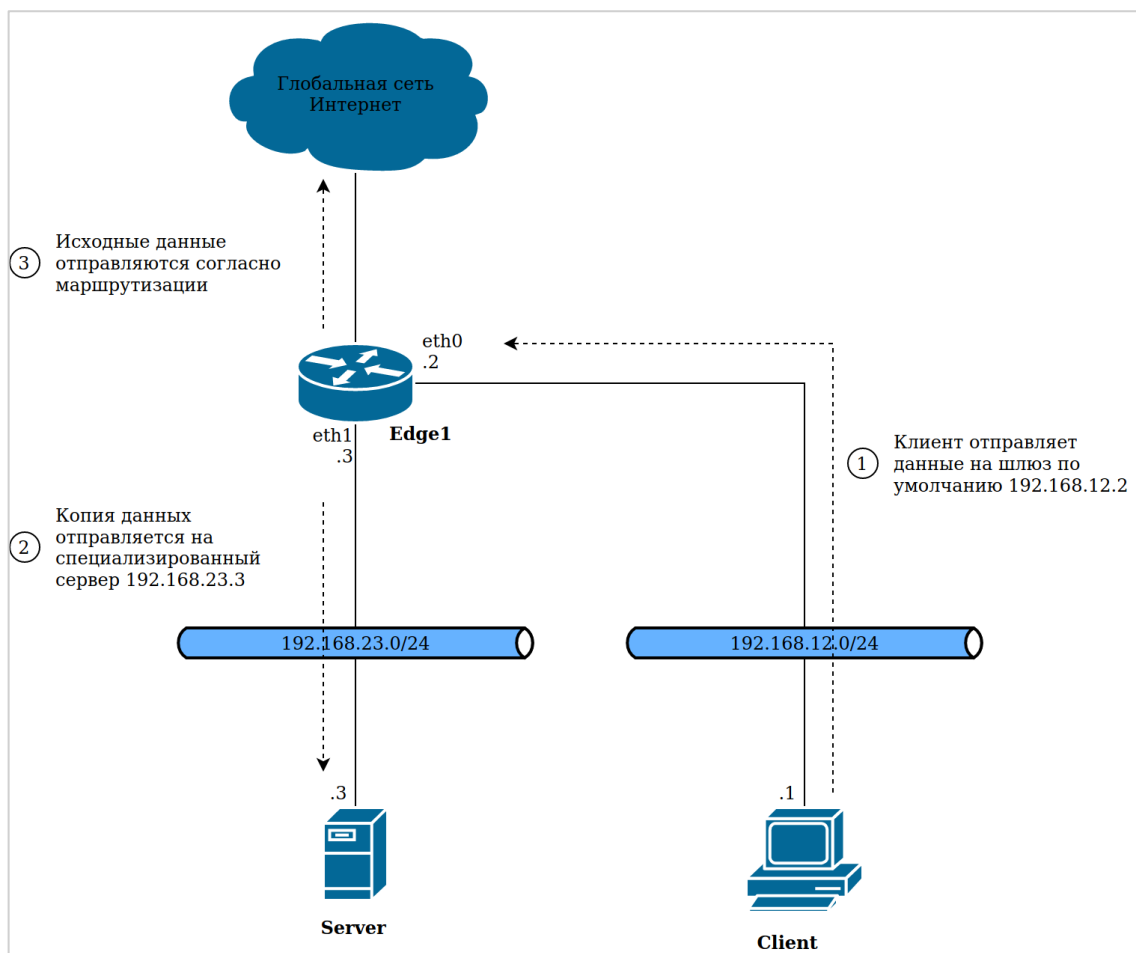 Глобальная сеть
Интернет
3
Исходные данные
отправляются согласно
маршрутизации
eth0
.2
eth1
.3
Edge1
1
Клиент отправляет
данные на шлюз по
умолчанию 192.168.12.2
2
Копия данных
отправляется на
специализированный
сервер 192.168.23.3
192.168.23.0/24
192.168.12.0/24
.3
.1
Server
Client